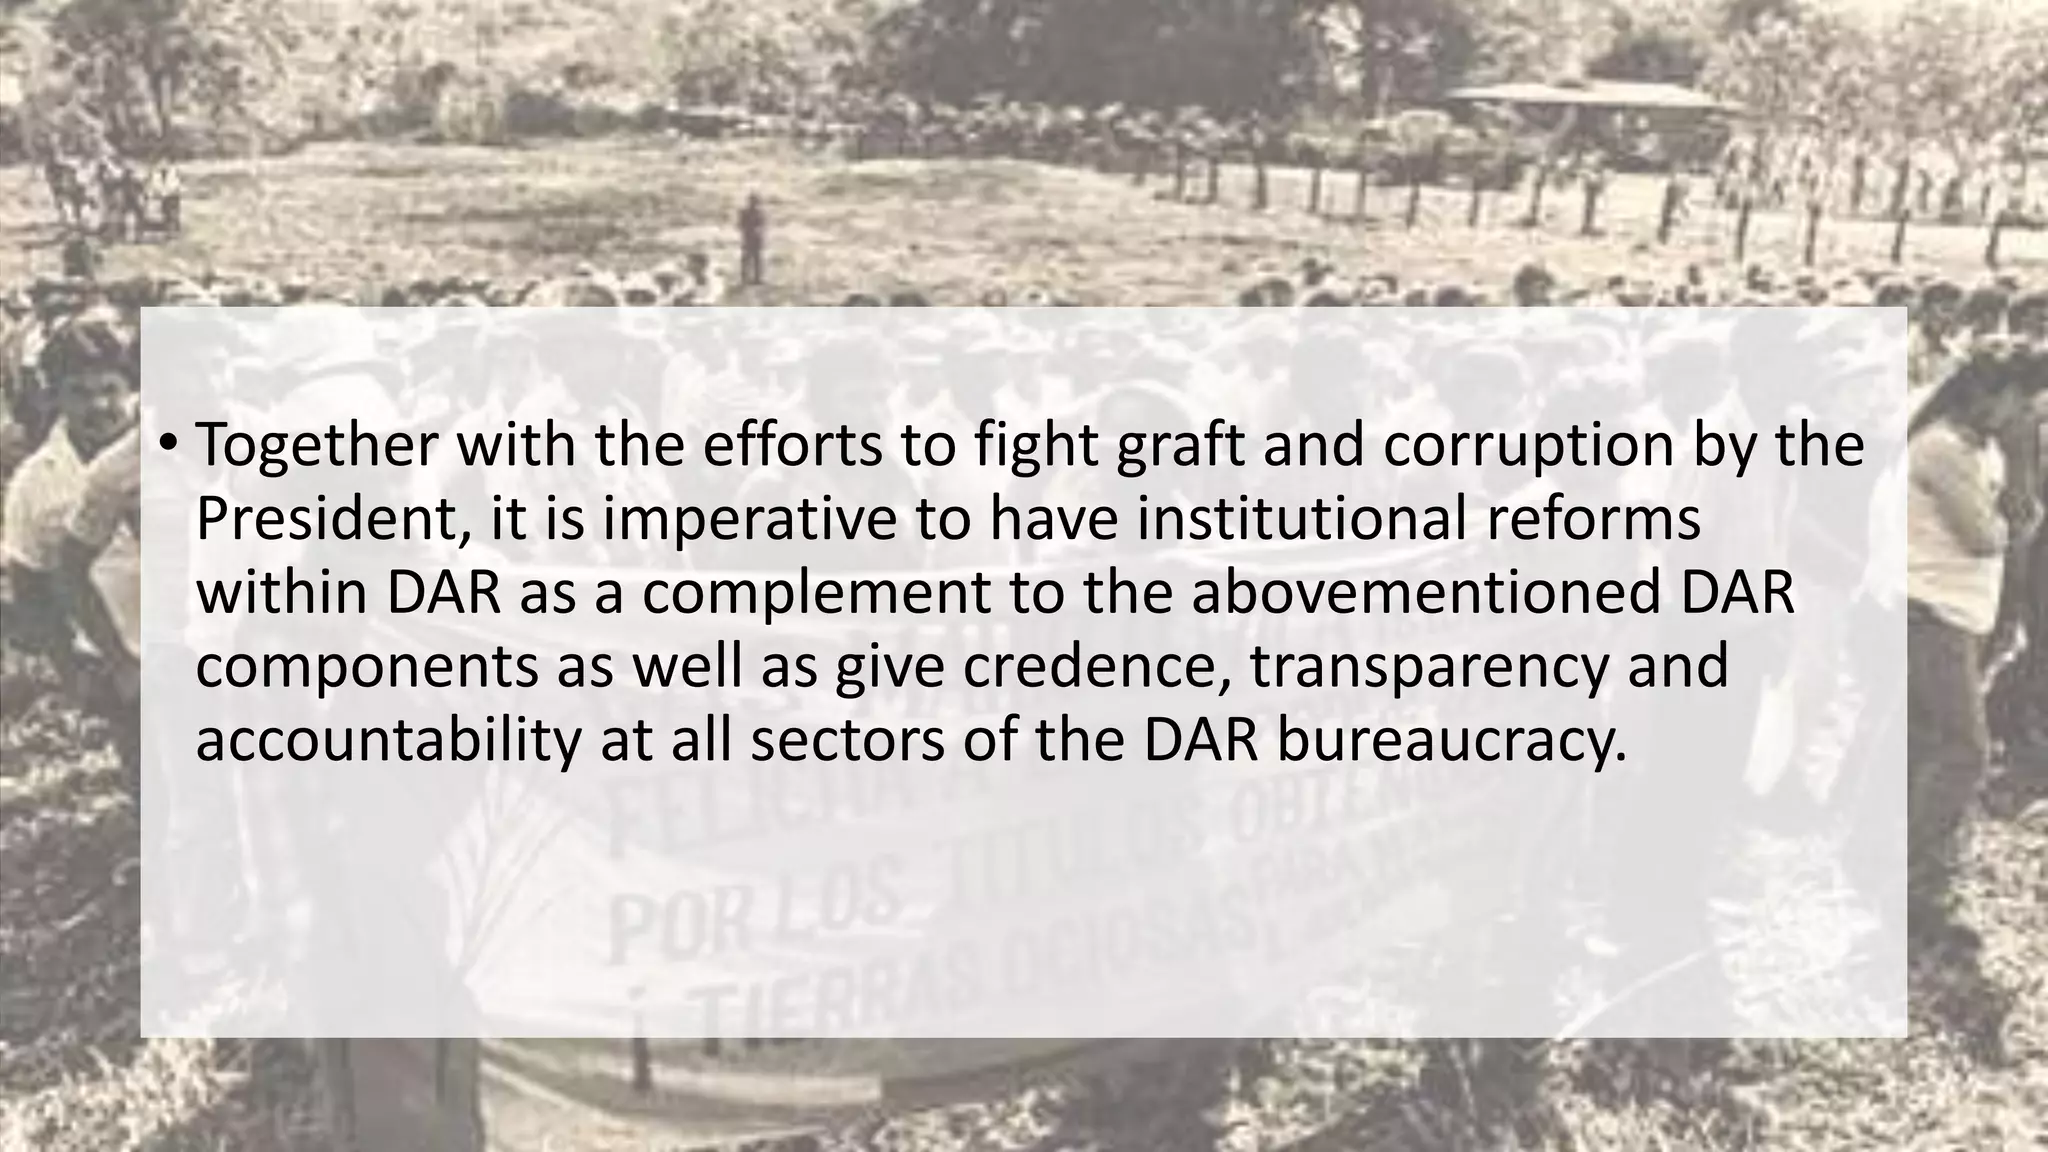 • Together with the efforts to fight graft and corruption by the
President, it is imperative to have institutional reforms
within DAR as a complement to the abovementioned DAR
components as well as give credence, transparency and
accountability at all sectors of the DAR bureaucracy.
POR LOS TITULOS
¡ TIERRAS OCIOSAS